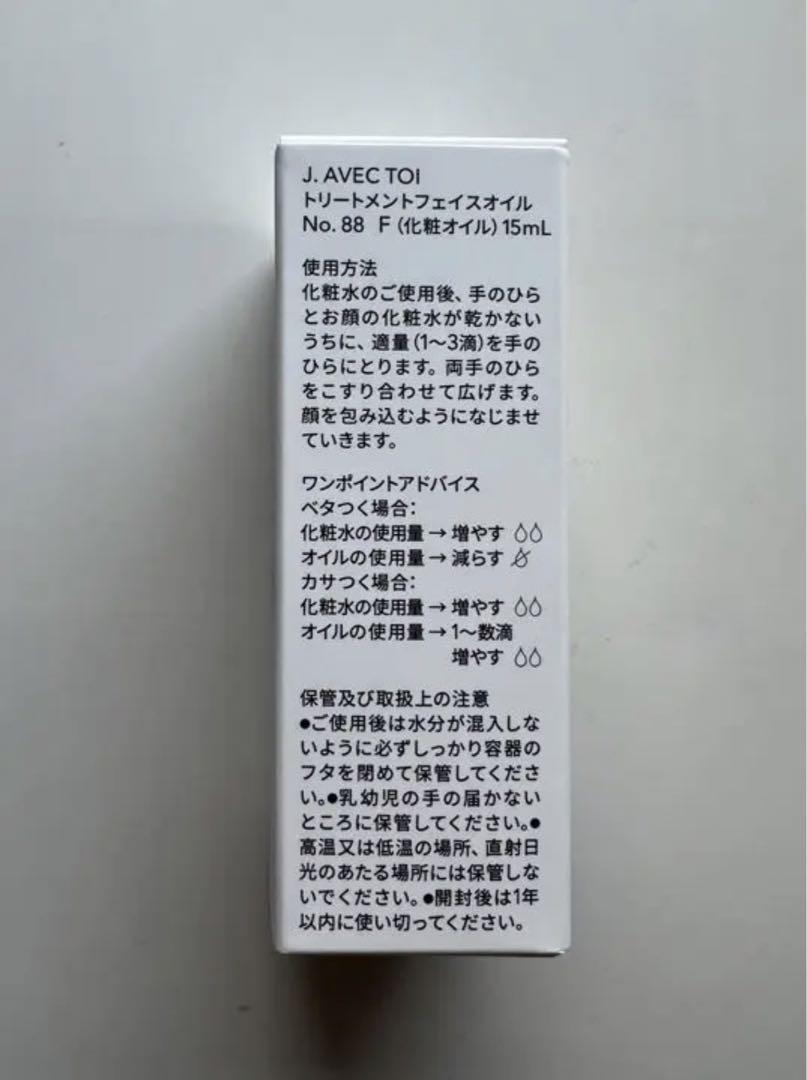 J. AVEC TOI
トリートメントフェイスオイル
No. 88 F (化粧オイル) 15mL
使用方法
化粧水のご使用後、手のひら
とお顔の化粧水が乾かない
うちに、適量(1〜3滴)を手の
ひらにとります。両手のひら
をこすり合わせて広げます。
顔を包み込むようになじませ
ていきます。
ワンポイントアドバイス
ベタつく場合:
化粧水の使用量→増やす
オイルの使用量→減らす
カサつく場合:
化粧水の使用量→増やす
オイルの使用量→1〜数滴
増やす
保管及び取扱上の注意
●ご使用後は水分が混入しな
いように必ずしっかり容器の
フタを閉めて保管してくださ
い。●乳幼児の手の届かない
ところに保管してください。●
高温又は低温の場所、直射日
光のあたる場所には保管しな
いでください。●開封後は1年
以内に使い切ってください。